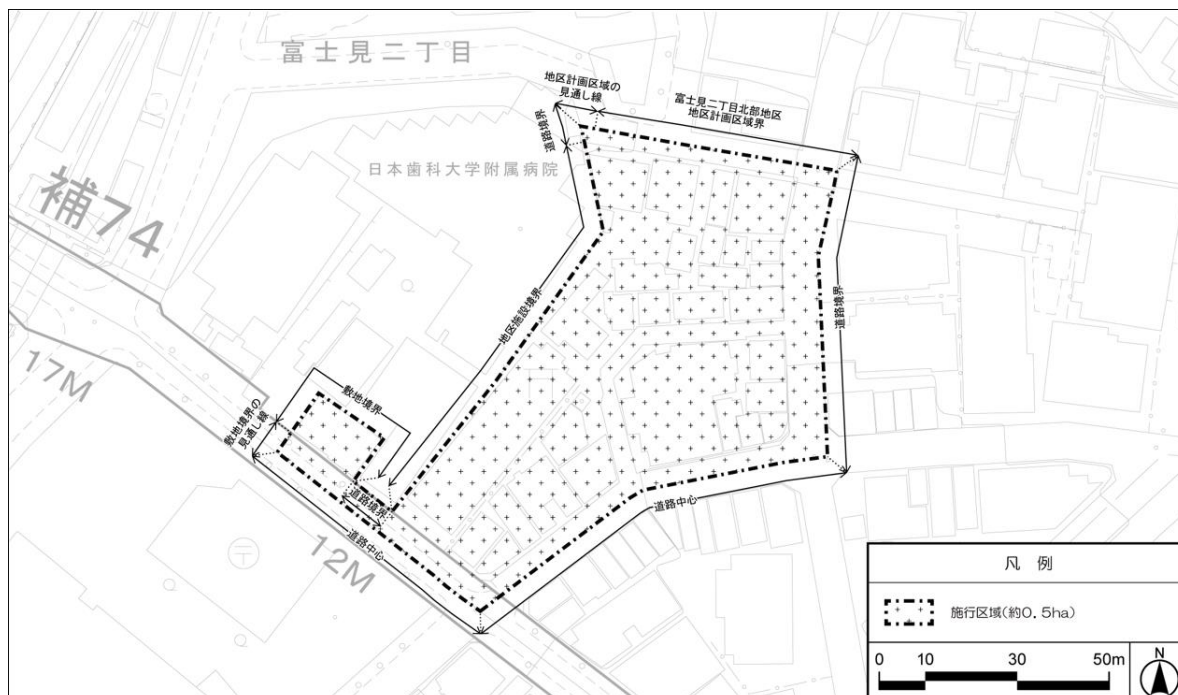 富士見二丁目
地区計画区域の
見通し線
富士見二丁目北部地区
地区計画区域界
道路境界
日本歯科大学附属病院
補74
地区施設境界
道路境界
17M
敷地境界
敷地境界の
見通し線
道路境界
道路中心
道路中心
12M
〒
凡 例
施行区域(約0.5ha)
0 10 30 50m
N